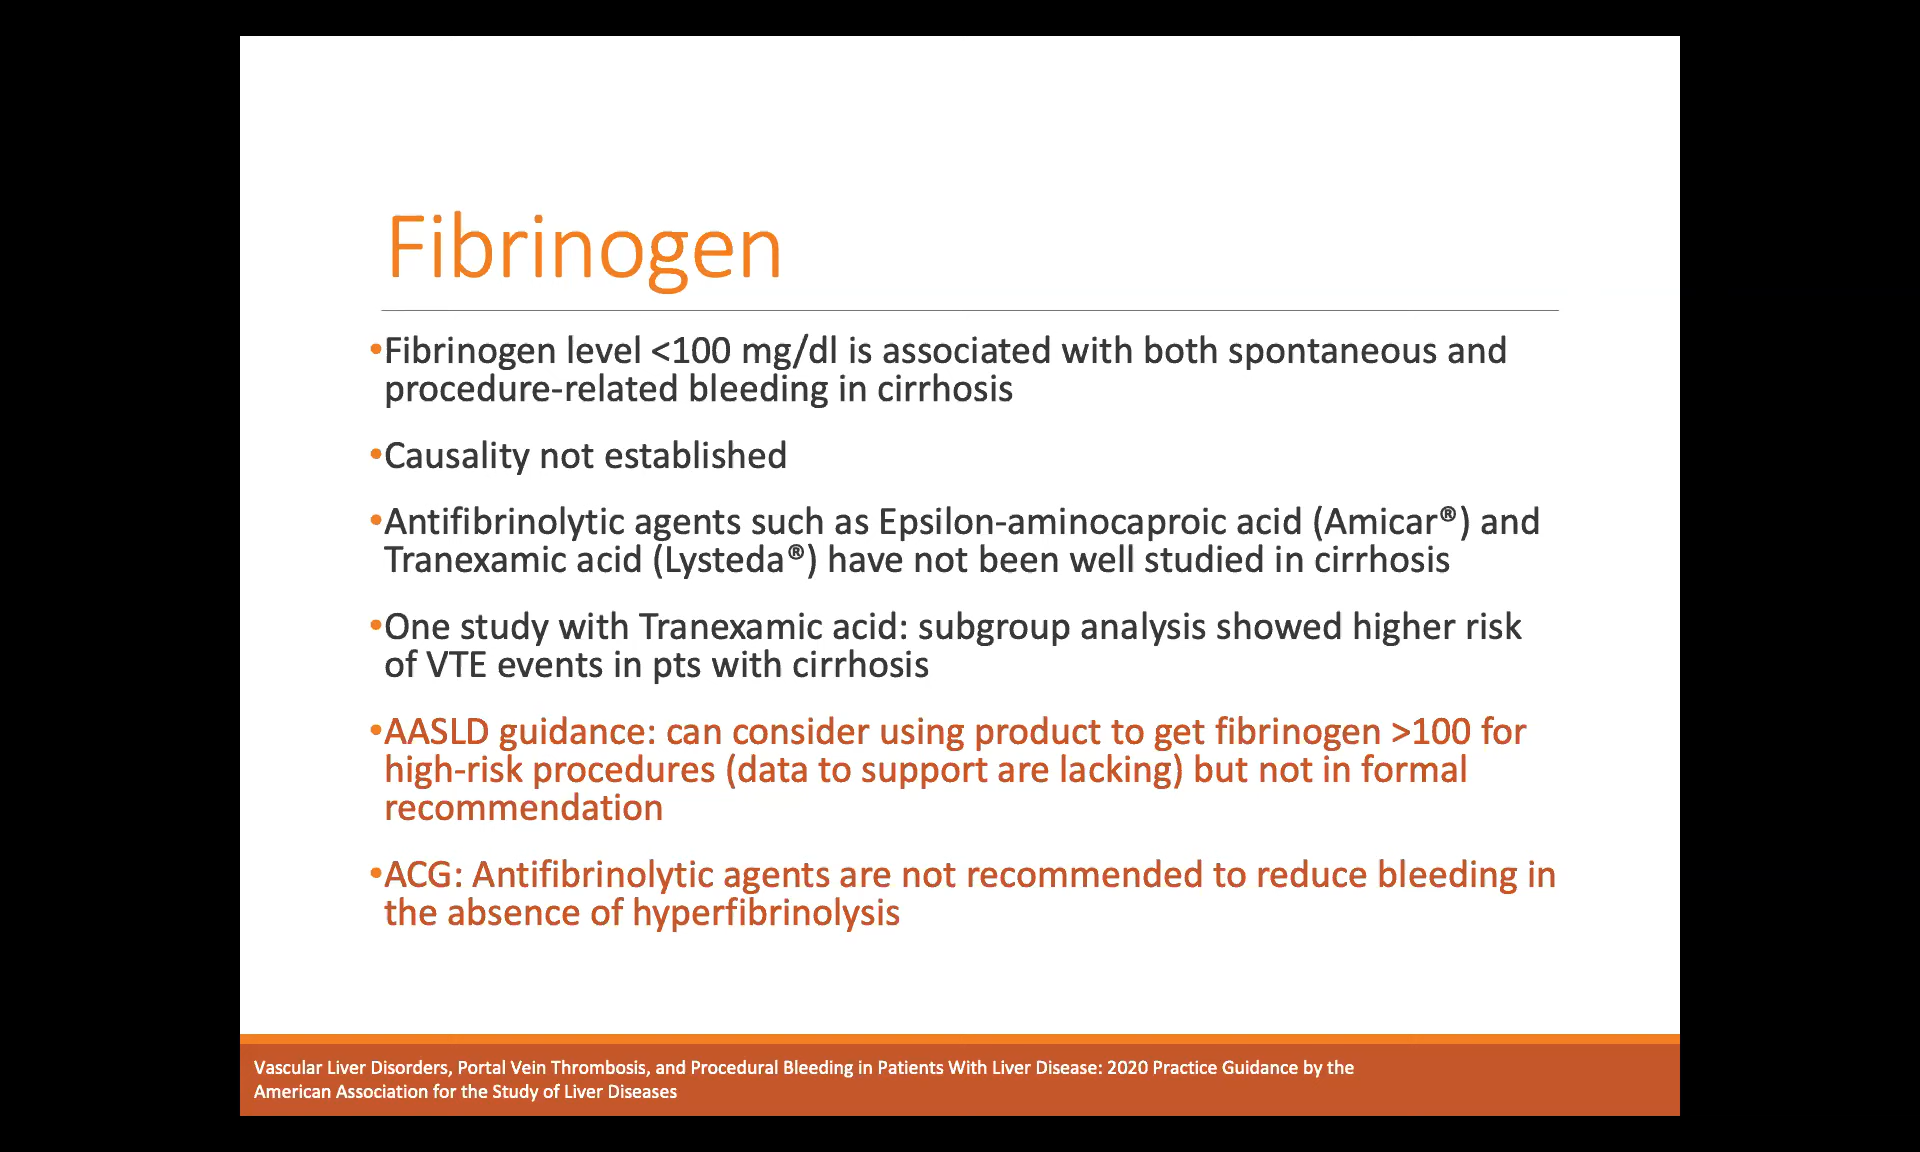 Fibrinogen
•Fibrinogen level <100 mg/dl is associated with both spontaneous and
procedure-related bleeding in cirrhosis
•Causality not established
•Antifibrinolytic agents such as Epsilon-aminocaproic acid (Amicar®) and
Tranexamic acid (Lysteda®) have not been well studied in cirrhosis
•One study with Tranexamic acid: subgroup analysis showed higher risk
of VTE events in pts with cirrhosis
•AASLD guidance: can consider using product to get fibrinogen >100 for
high-risk procedures (data to support are lacking) but not in formal
recommendation
•ACG: Antifibrinolytic agents are not recommended to reduce bleeding in
the absence of hyperfibrinolysis
Vascular Liver Disorders, Portal Vein Thrombosis, and Procedural Bleeding in Patients With Liver Disease: 2020 Practice Guidance by the
American Association for the Study of Liver Diseases